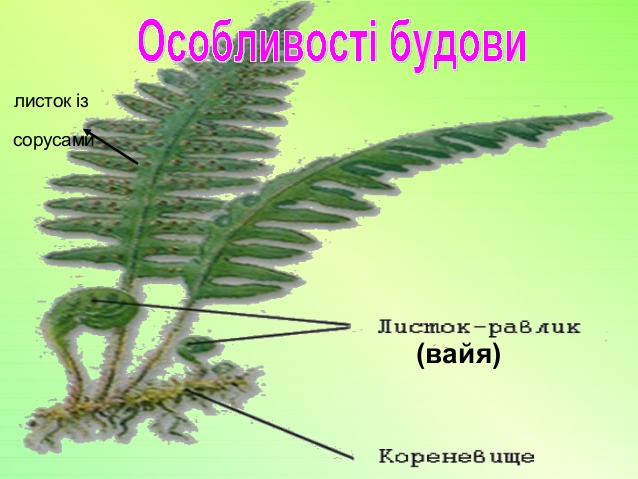 Особливості будови
листок із
сорусами
Листок-равлик
(вайя)
Кореневище